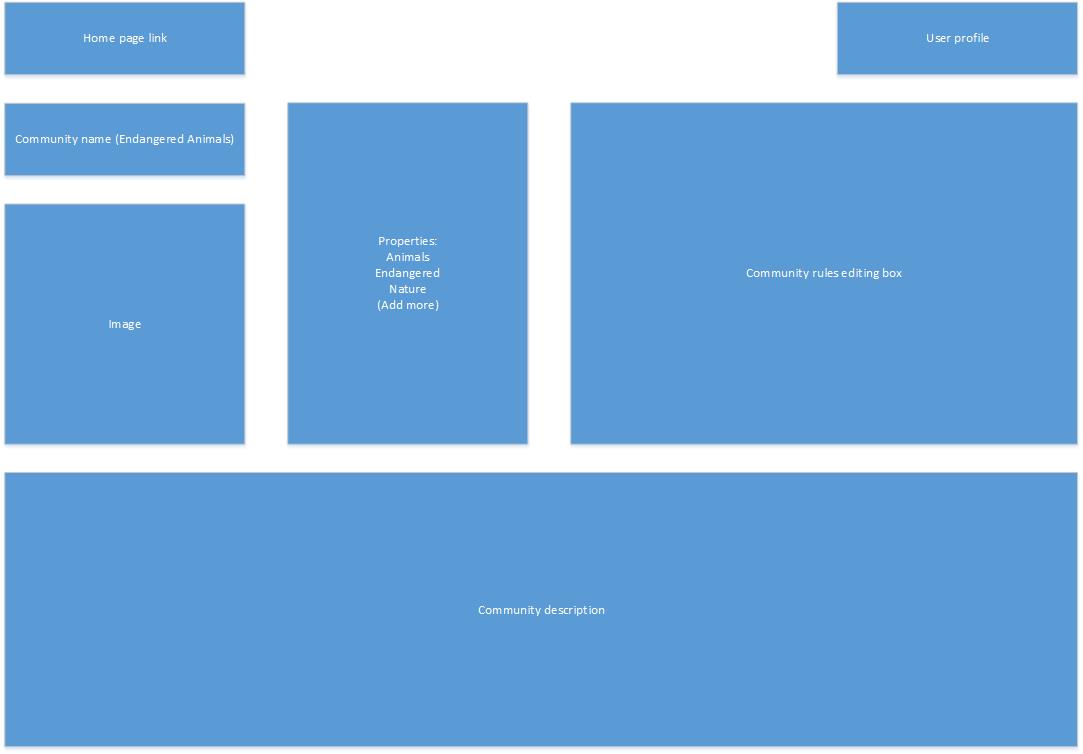 Home page link
User profile
Community name (Endangered Animals)
Properties:
Animals
Endangered
Nature
(Add more)
Community rules editing box
Image
Community description